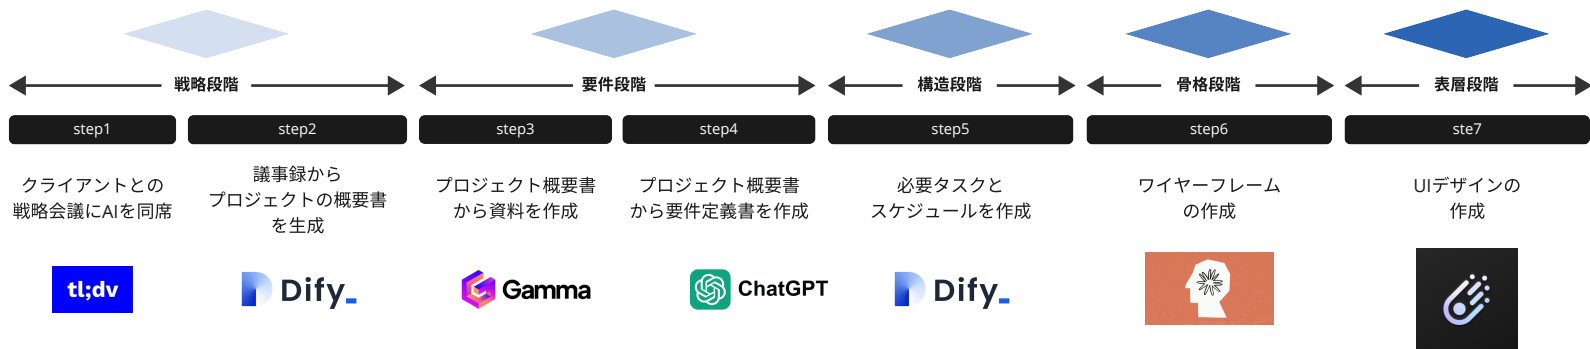 戦略段階
要件段階
構造段階
骨格段階
表層段階
step1
step2
step3
step4
step5
step6
ste7
クライアントとの
戦略会議にAIを同席
議事録から
プロジェクトの概要書
を生成
プロジェクト概要書
から資料を作成
プロジェクト概要書
から要件定義書を作成
必要タスクと
スケジュールを作成
ワイヤーフレーム
の作成
UIデザインの
作成
tl;dv
Dify_
Gamma
ChatGPT
Dify_